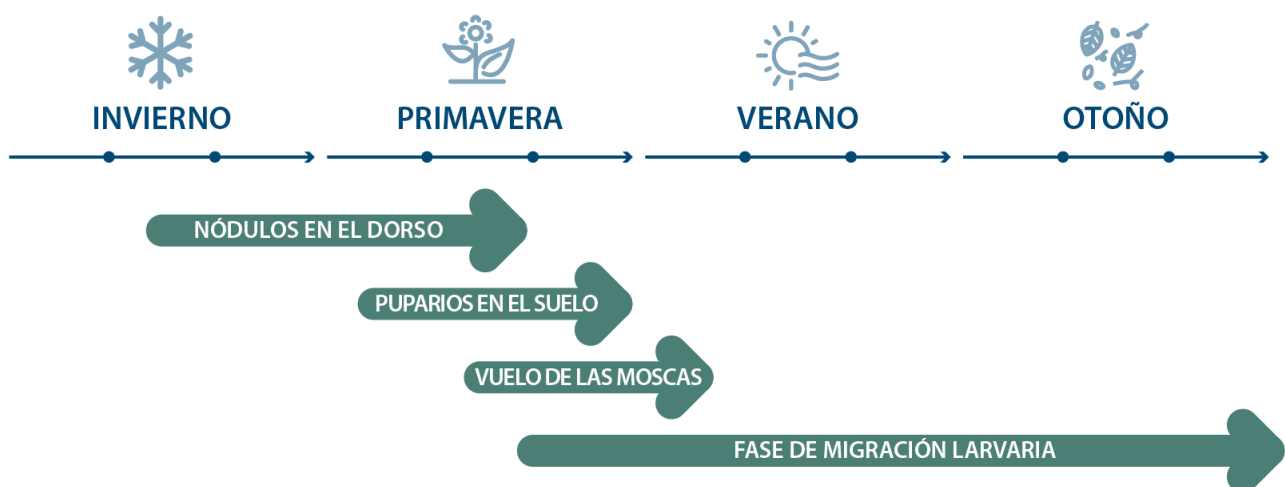 INVIERNO PRIMAVERA VERANO OTOÑO
NÓDULOS EN EL DORSO
PUPARIOS EN EL SUELO
VUELO DE LAS MOSCAS
FASE DE MIGRACIÓN LARVARIA